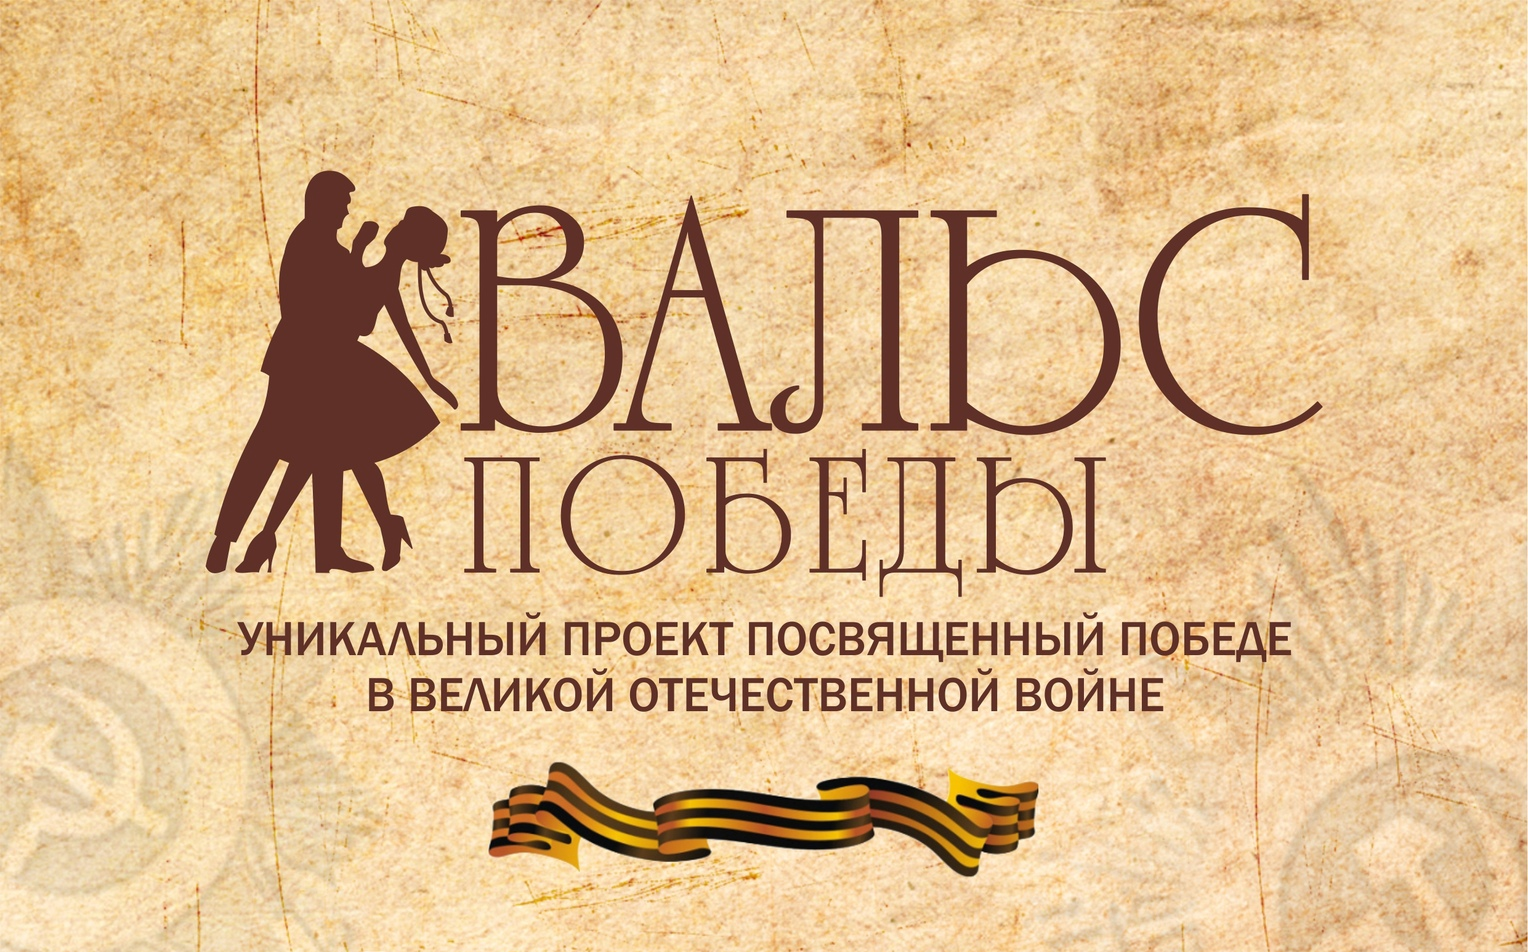 ВАЛЬС
ПОБЕДЫ
УНИКАЛЬНЫЙ ПРОЕКТ ПОСВЯЩЕННЫЙ ПОБЕДЕ
В ВЕЛИКОЙ ОТЕЧЕСТВЕННОЙ ВОЙНЕ